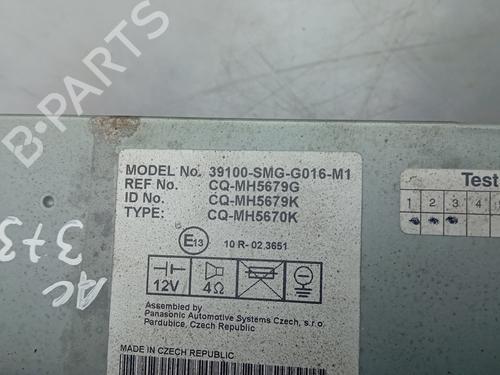 B-PARTS
MODEL No. 39100-SMG-G016-M1
REF No. CQ-MH5679G
ID No. CQ-MH5679K
TYPE: CQ-MH5670K
E13
10 R- 02.3651
12V
4Ω
Assembled by
Panasonic Automotive Systems Czech, s.r.o
Pardubice, Czech Republic
MADE IN CZECH REPUBLIC
Test
1 2 3 4
AC
373